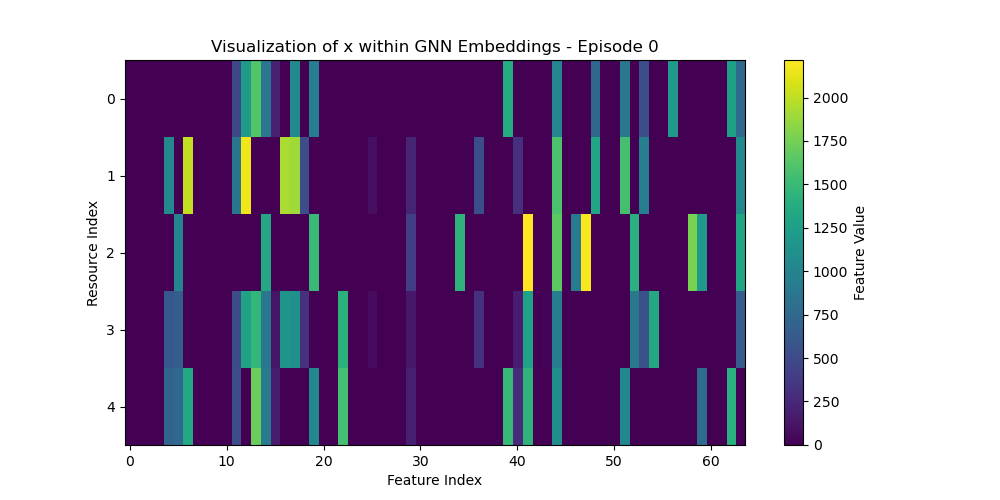 Visualization of x within GNN Embeddings - Episode 0
Resource Index
0
1
2
3
4
0 10 20 30 40 50 60
Feature Index
2000
1750
1500
1250
1000
750
500
250
0
Feature Value